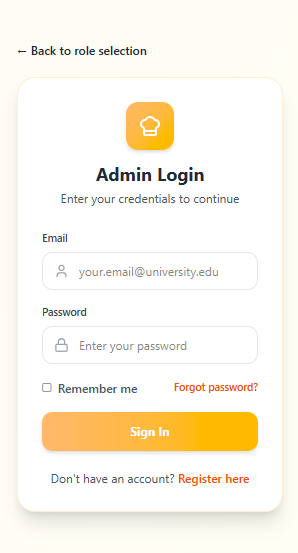 ← Back to role selection
Admin Login
Enter your credentials to continue
Email
your.email@university.edu
Password
Enter your password
Remember me Forgot password?
Sign In
Don't have an account? Register here